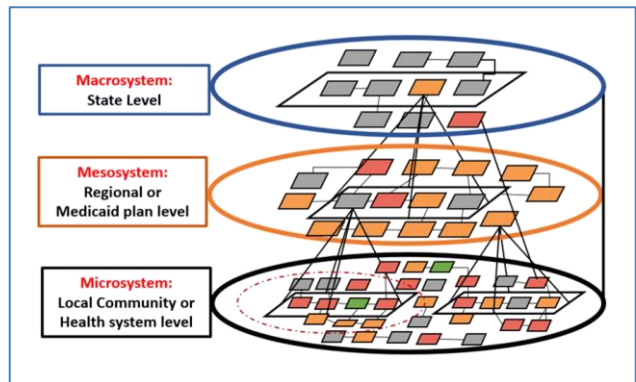 Macrosystem:
State Level
Mesosystem:
Regional or
Medicaid plan level
Microsystem:
Local Community or
Health system level